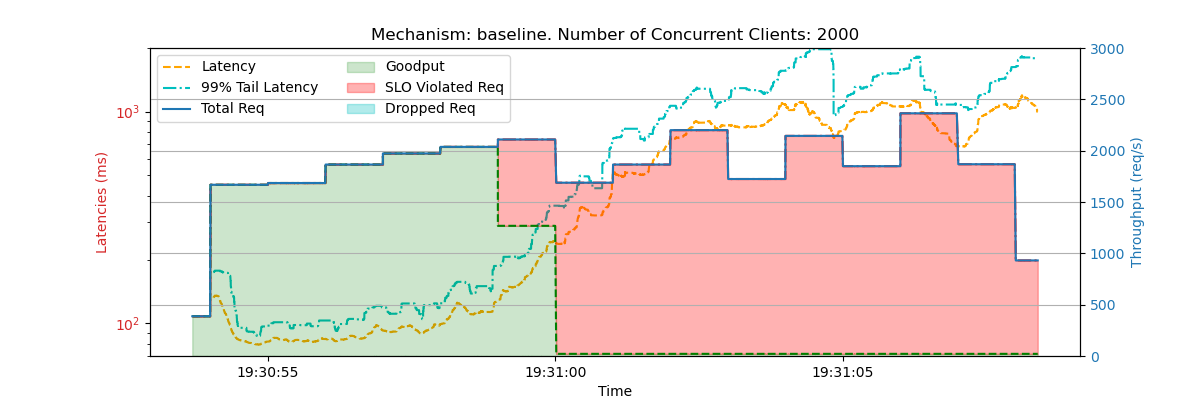 Mechanism: baseline. Number of Concurrent Clients: 2000
Latency
99% Tail Latency
Total Req
Goodput
SLO Violated Req
Dropped Req
10³
10²
Latencies (ms)
3000
2500
2000
1500
1000
500
0
Throughput (req/s)
19:30:55
19:31:00
19:31:05
Time